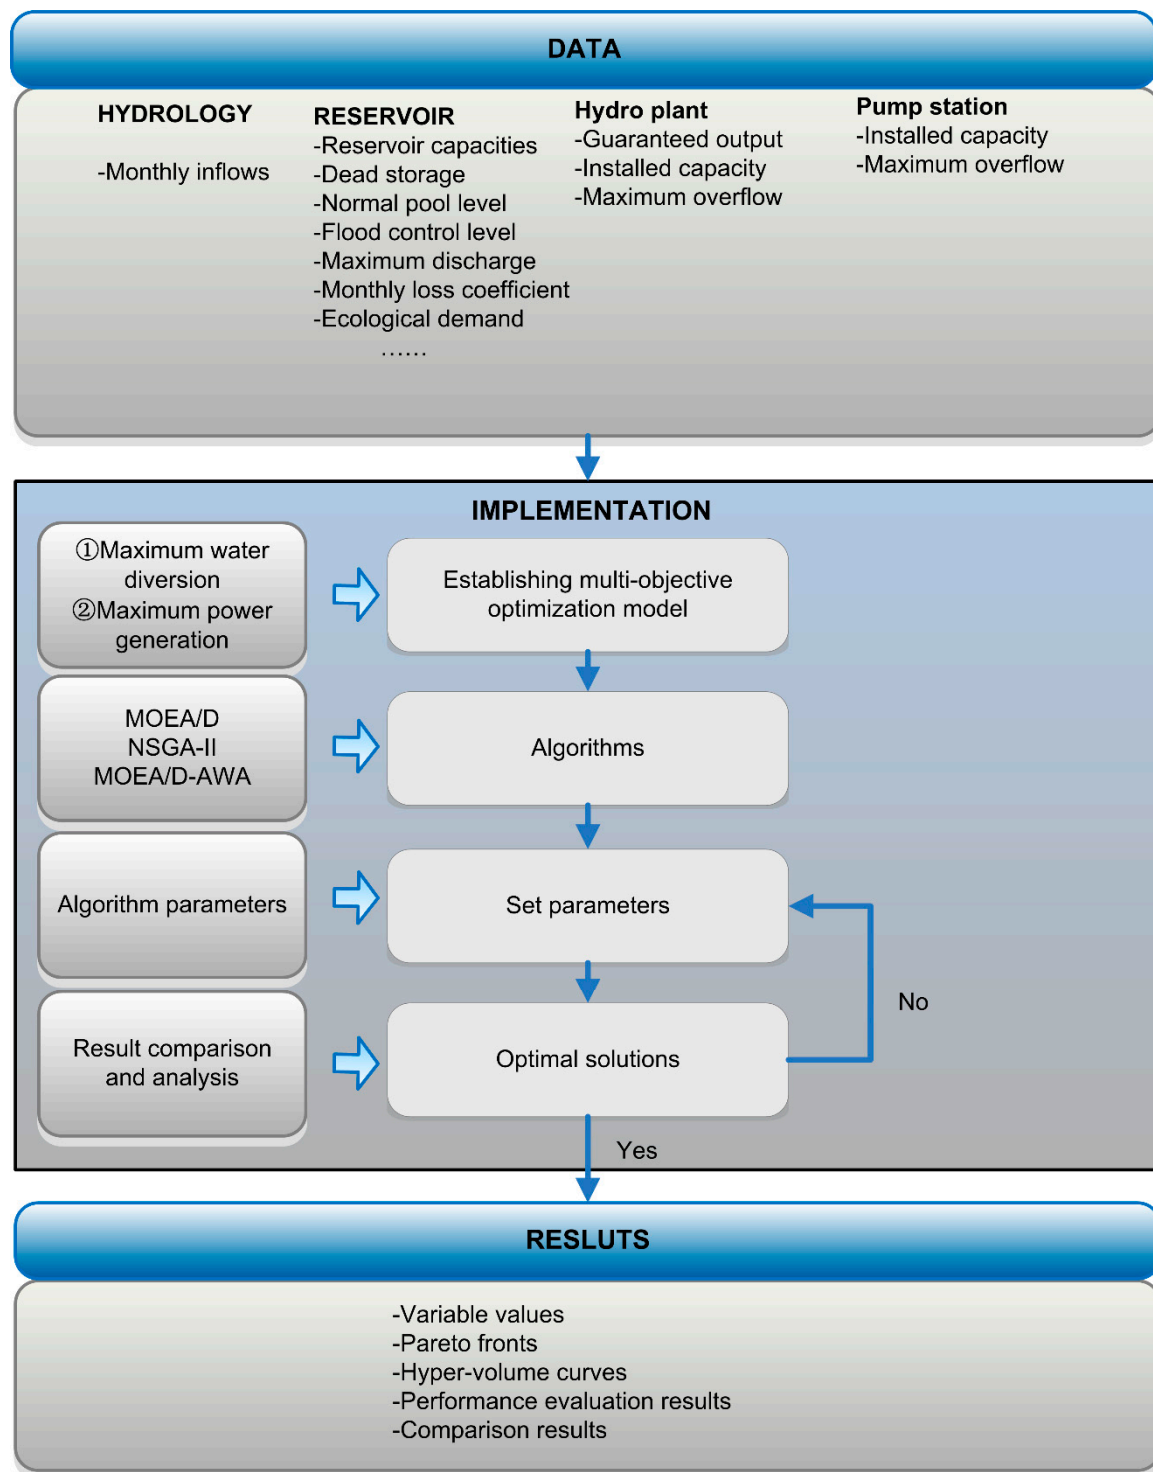 DATA
HYDROLOGY
-Monthly inflows
RESERVOIR
-Reservoir capacities
-Dead storage
-Normal pool level
-Flood control level
-Maximum discharge
-Monthly loss coefficient
-Ecological demand
......
Hydro plant
-Guaranteed output
-Installed capacity
-Maximum overflow
Pump station
-Installed capacity
-Maximum overflow
IMPLEMENTATION
①Maximum water
diversion
②Maximum power
generation
Establishing multi-objective
optimization model
MOEA/D
NSGA-II
MOEA/D-AWA
Algorithms
Algorithm parameters
Set parameters
No
Result comparison
and analysis
Optimal solutions
Yes
RESLUTS
-Variable values
-Pareto fronts
-Hyper-volume curves
-Performance evaluation results
-Comparison results